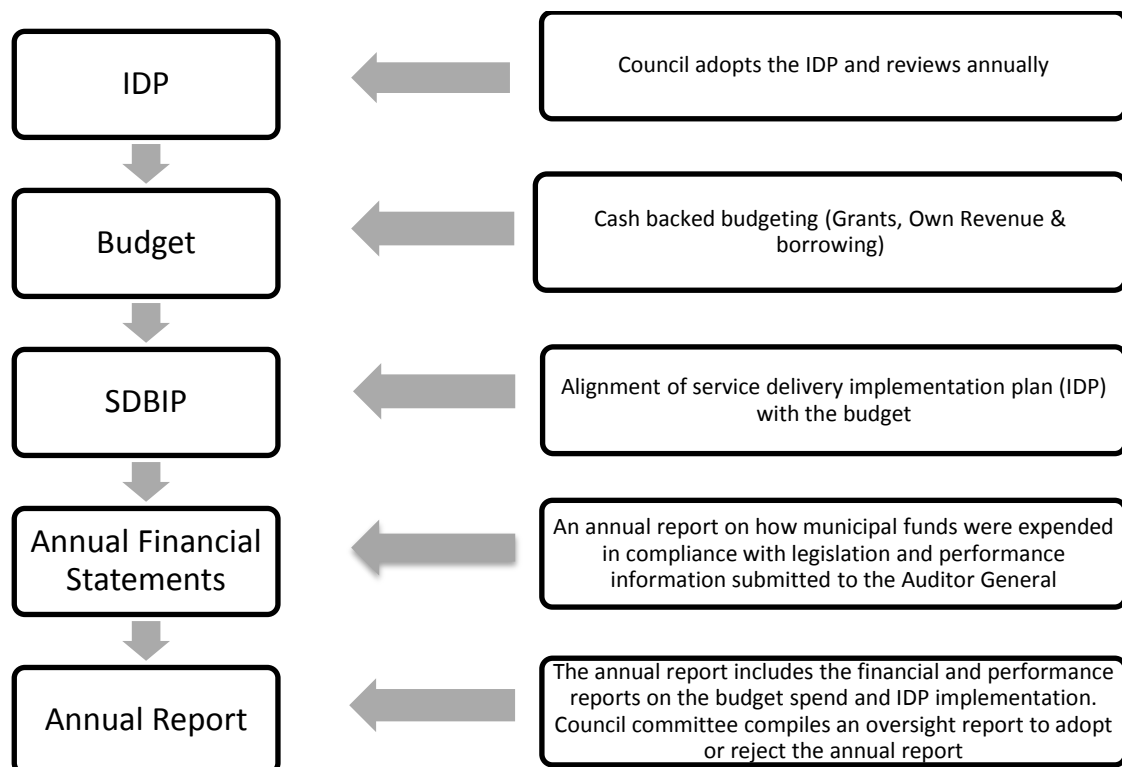 IDP
Council adopts the IDP and reviews annually
Budget
Cash backed budgeting (Grants, Own Revenue &
borrowing)
SDBIP
Alignment of service delivery implementation plan (IDP)
with the budget
Annual Financial
Statements
An annual report on how municipal funds were expended
in compliance with legislation and performance
information submitted to the Auditor General
Annual Report
The annual report includes the financial and performance
reports on the budget spend and IDP implementation.
Council committee compiles an oversight report to adopt
or reject the annual report